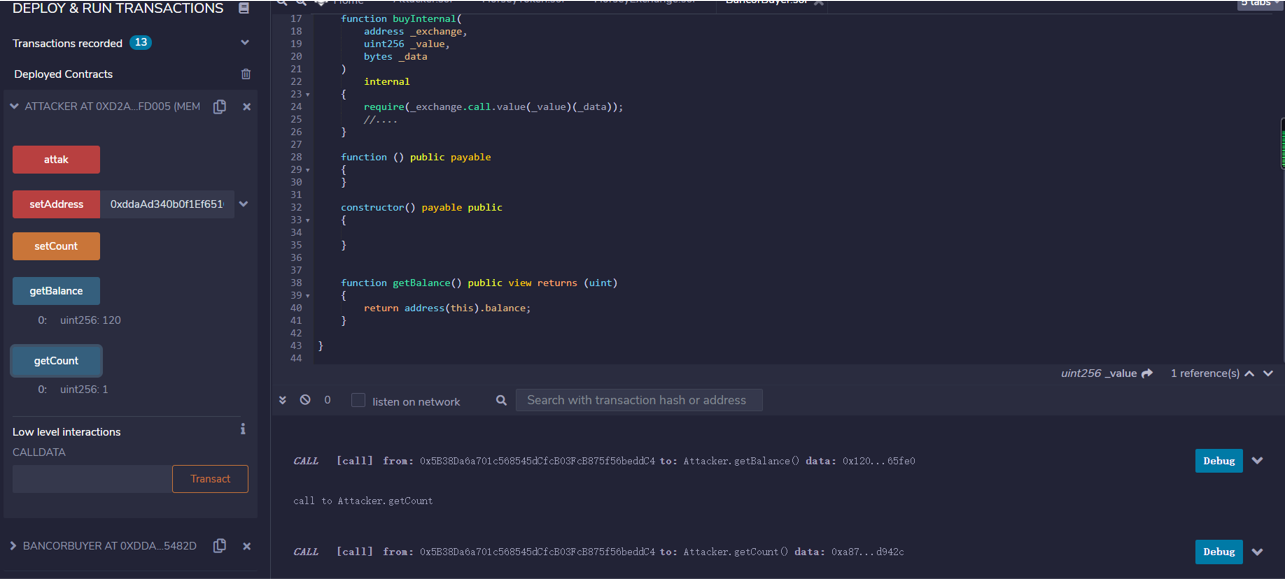 DEPLOY & RUN TRANSACTIONS
Transactions recorded 13
Deployed Contracts
ATTACKER AT 0XD2A...FD005 (MEM
attak
setAddress 0xddaAd340b0f1Ef651
setCount
getBalance
0: uint256: 120
getCount
0: uint256: 1
Low level interactions
CALLDATA
Transact
BANCORBUYER AT 0XDDA...5482D
Home
BancorBuyer.sol
5 tabs
17 function buyInternal(
18 address _exchange,
19 uint256 _value,
20 bytes _data
21 )
22 internal
23 {
24 require(_exchange.call.value(_value)(_data));
25 //....
26 }
27
28 function () public payable
29 {
30 }
31
32 constructor() payable public
33 {
34
35 }
36
37
38 function getBalance() public view returns (uint)
39 {
40 return address(this).balance;
41 }
42
43 }
44
uint256 _value 1 reference(s)
0 listen on network Search with transaction hash or address
CALL [call] from: 0x5B38Da6a701c568545dCfcB03FcB875f56beddC4 to: Attacker.getBalance() data: 0x120...65fe0 Debug
call to Attacker.getCount
CALL [call] from: 0x5B38Da6a701c568545dCfcB03FcB875f56beddC4 to: Attacker.getCount() data: 0xa87...d942c Debug